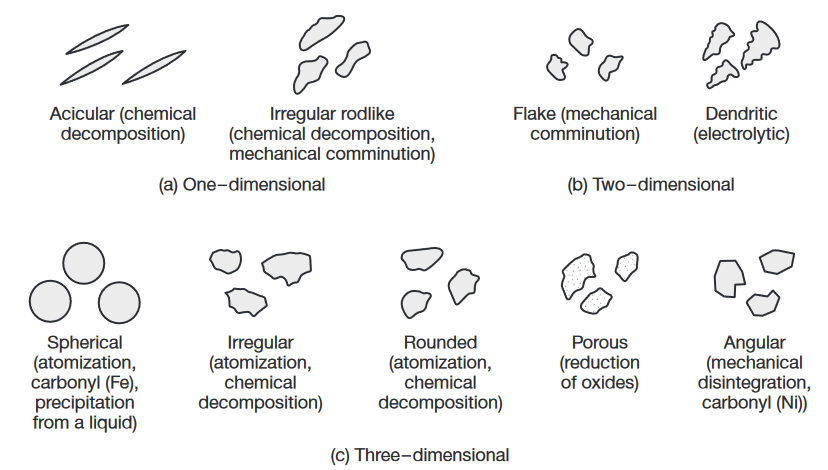 Acicular (chemical
decomposition)
Irregular rodlike
(chemical decomposition,
mechanical comminution)
(a) One–dimensional
Flake (mechanical
comminution)
Dendritic
(electrolytic)
(b) Two–dimensional
Spherical
(atomization,
carbonyl (Fe),
precipitation
from a liquid)
Irregular
(atomization,
chemical
decomposition)
Rounded
(atomization,
chemical
decomposition)
Porous
(reduction
of oxides)
Angular
(mechanical
disintegration,
carbonyl (Ni))
(c) Three–dimensional